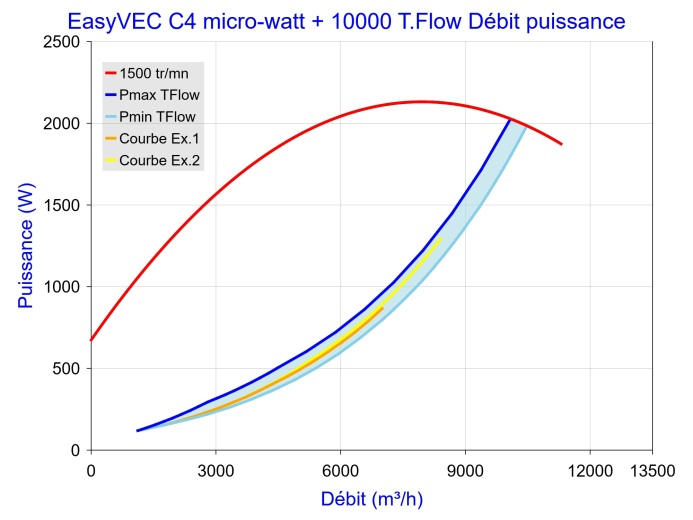 EasyVEC C4 micro-watt + 10000 T.Flow Débit puissance
2500
2000
1500
1000
500
0
Puissance (W)
1500 tr/mn
Pmax TFlow
Pmin TFlow
Courbe Ex.1
Courbe Ex.2
0 3000 6000 9000 12000 13500
Débit (m³/h)